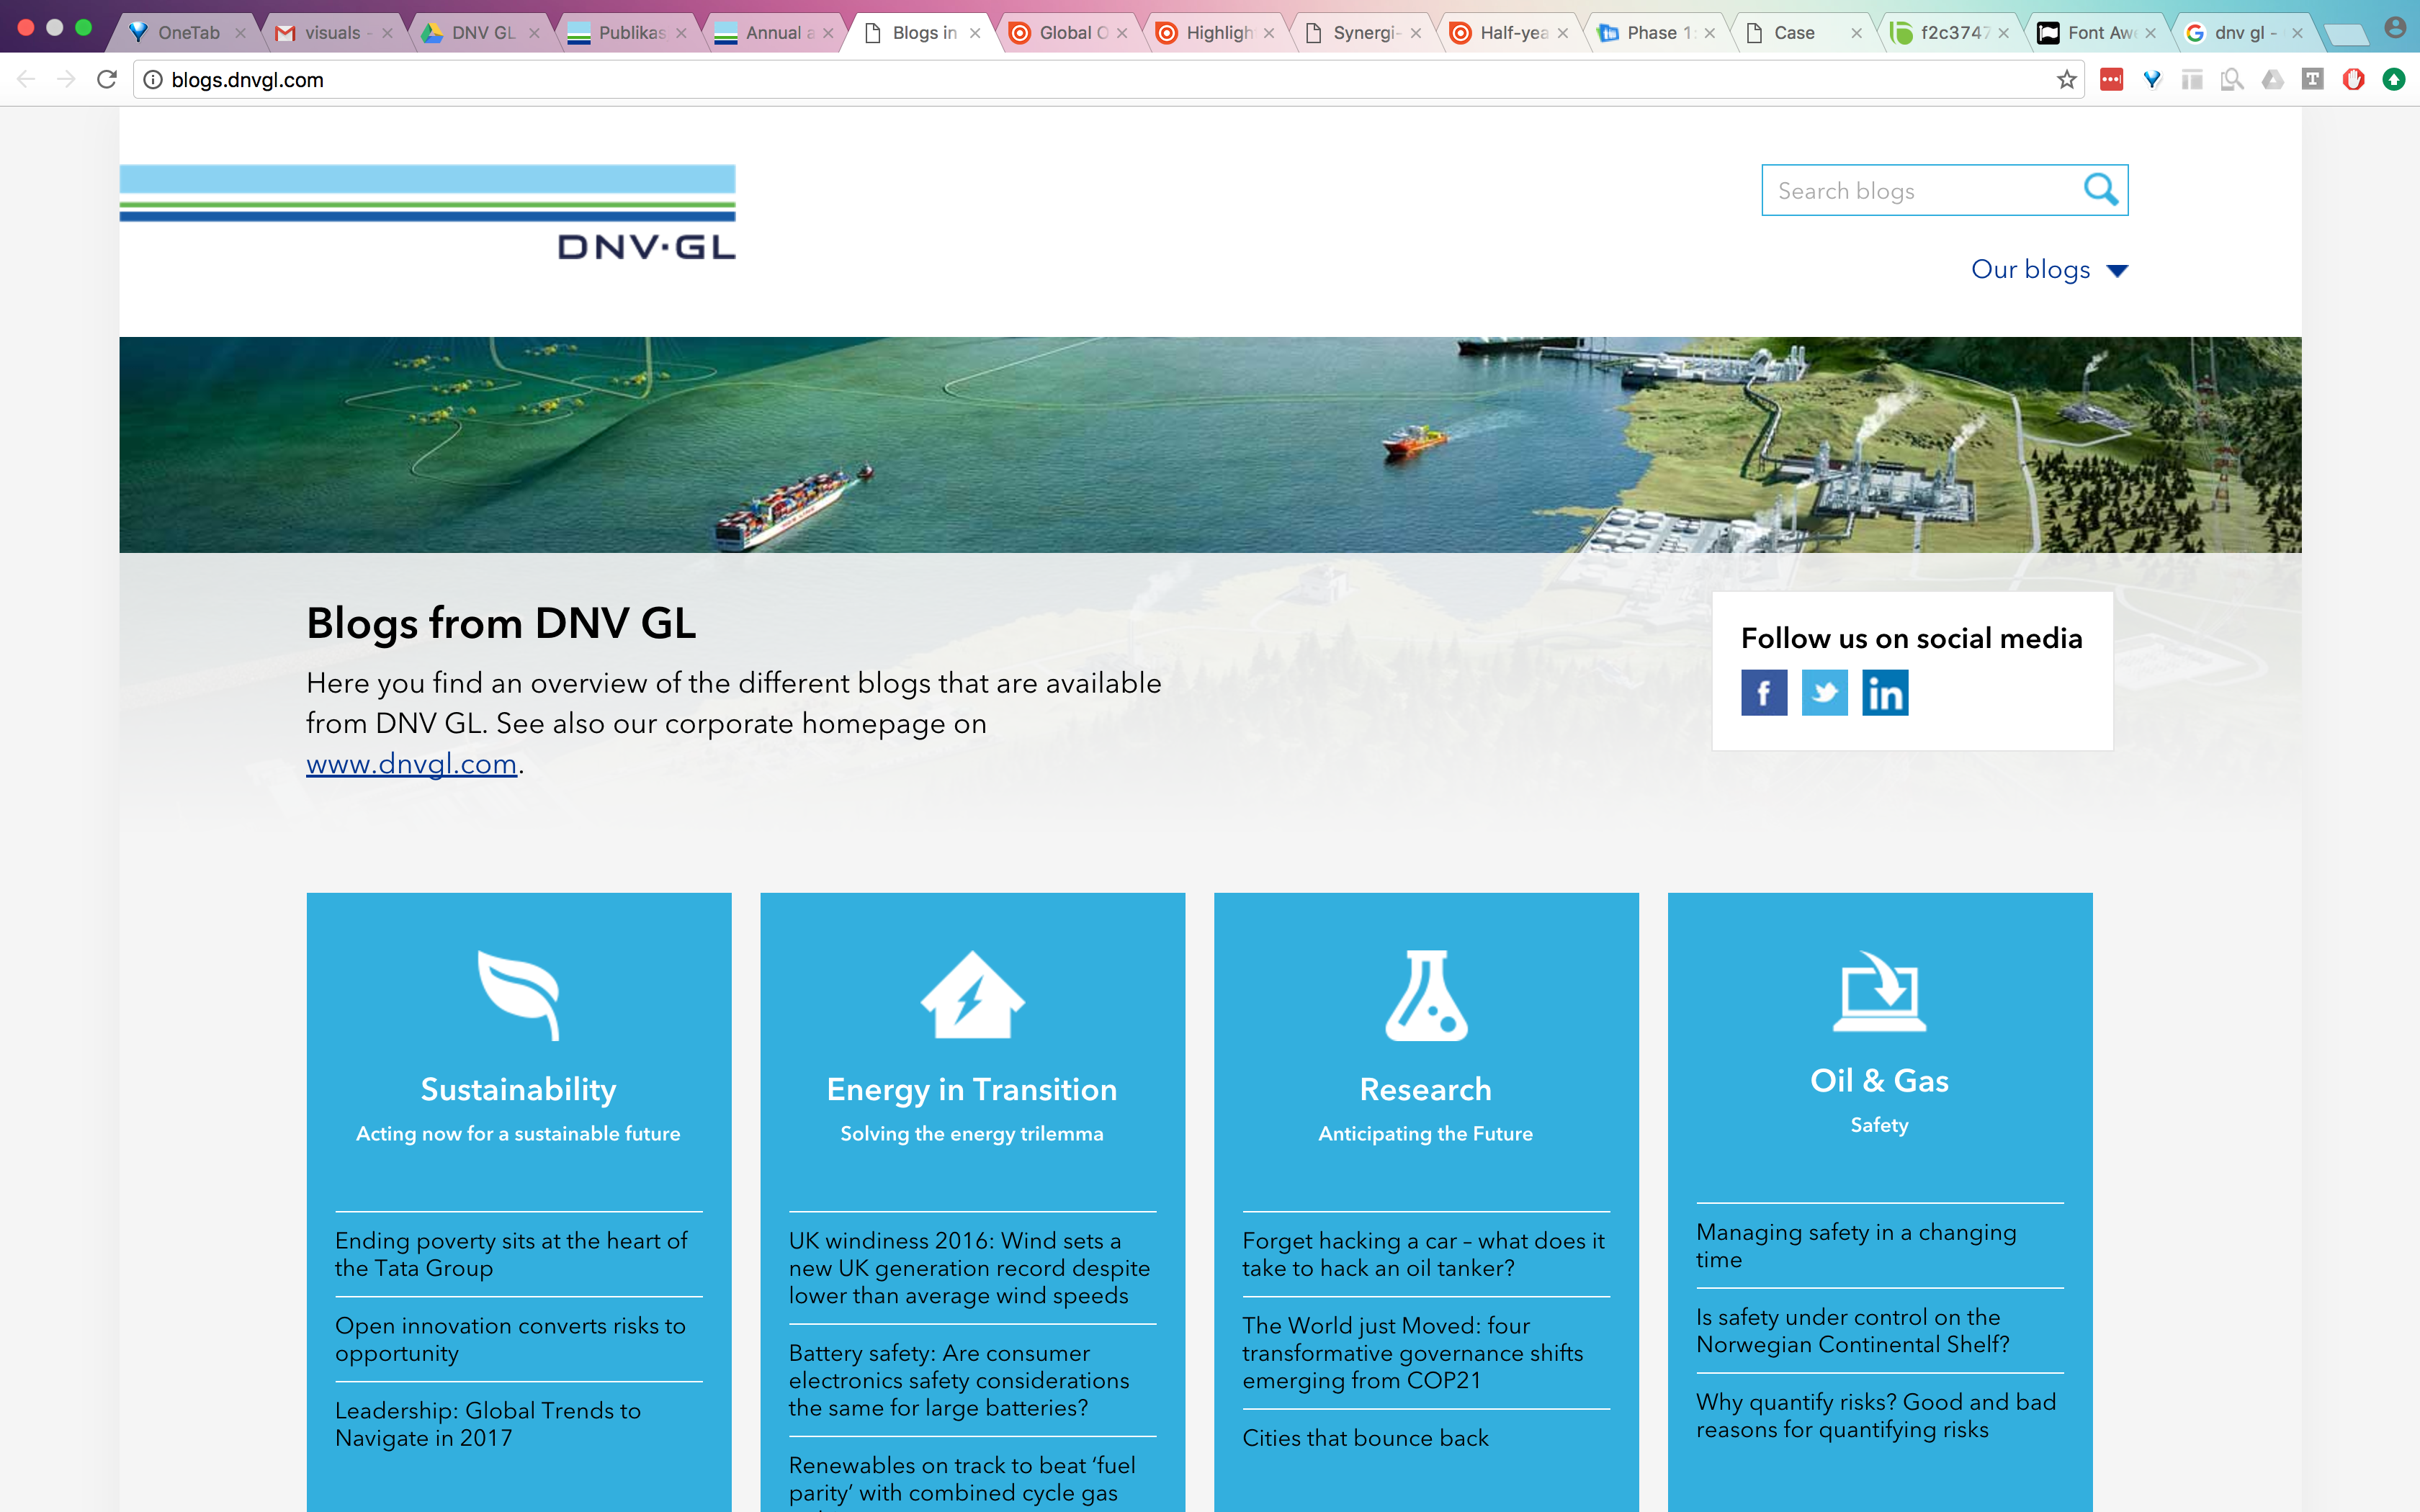 OneTab
visuals -
DNV GL
Publikas
Annual a
Blogs in
Global O
Highligh
Synergi-
Half-yea
Phase 1:
Case
f2c3747
Font Aw
dnv gl -
blogs.dnvgl.com
DNV·GL
Search blogs
Our blogs
Blogs from DNV GL
Here you find an overview of the different blogs that are available
from DNV GL. See also our corporate homepage on
www.dnvgl.com.
Follow us on social media
Sustainability
Acting now for a sustainable future
Ending poverty sits at the heart of
the Tata Group
Open innovation converts risks to
opportunity
Leadership: Global Trends to
Navigate in 2017
Energy in Transition
Solving the energy trilemma
UK windiness 2016: Wind sets a
new UK generation record despite
lower than average wind speeds
Battery safety: Are consumer
electronics safety considerations
the same for large batteries?
Renewables on track to beat ‘fuel
parity’ with combined cycle gas
Research
Anticipating the Future
Forget hacking a car – what does it
take to hack an oil tanker?
The World just Moved: four
transformative governance shifts
emerging from COP21
Cities that bounce back
Oil & Gas
Safety
Managing safety in a changing
time
Is safety under control on the
Norwegian Continental Shelf?
Why quantify risks? Good and bad
reasons for quantifying risks